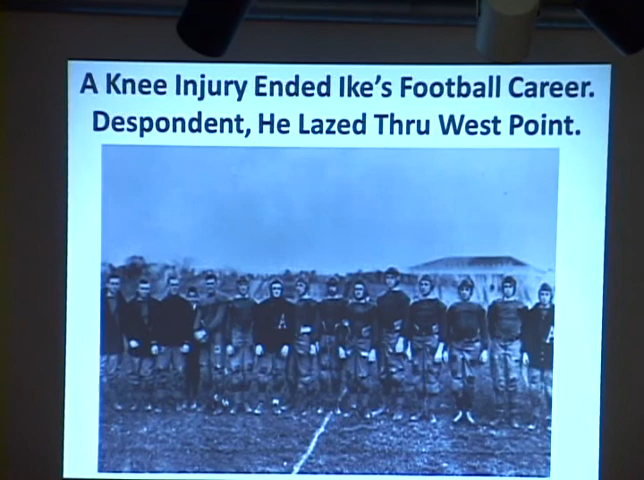 A Knee Injury Ended Ike's Football Career.
Despondent, He Lazed Thru West Point.
A
A